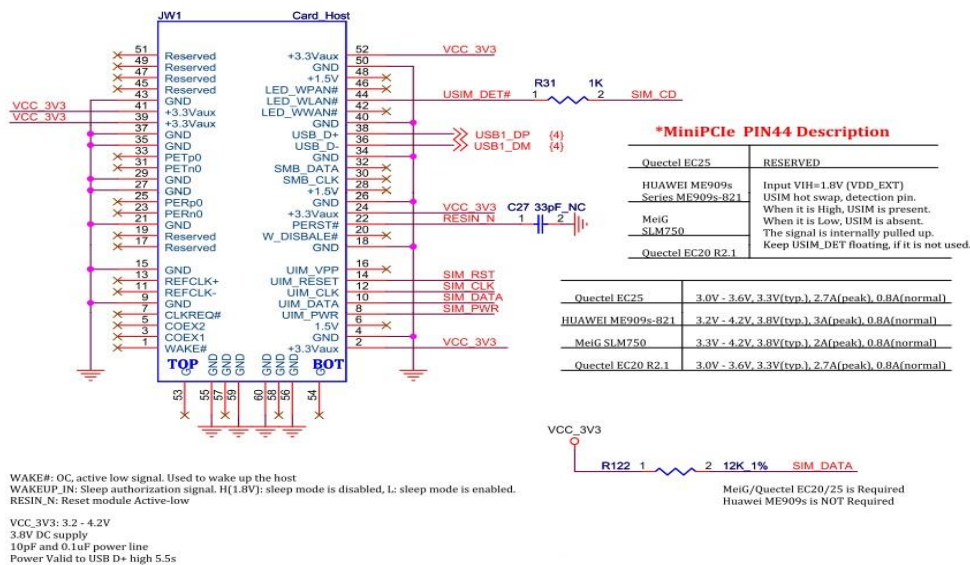 JW1 Card_Host
51 Reserved +3.3Vaux 52 VCC_3V3
49 Reserved GND 50
47 Reserved +1.5V 48
45 Reserved LED_WPAN# 46
43 GND LED_WLAN# 44 USIM_DET# 1 R31 1K 2 SIM_CD
VCC_3V3 41 +3.3Vaux LED_WWAN# 42
VCC_3V3 39 +3.3Vaux GND 40
37 GND USB_D+ 38 USB1_DP {4}
35 GND USB_D- 36 USB1_DM {4}
33 PETp0 GND 34
31 PETn0 SMB_DATA 32
29 GND SMB_CLK 30
27 GND +1.5V 28
25 PERp0 GND 26
23 PERn0 +3.3Vaux 24 VCC_3V3
21 GND PERST# 22 RESIN_N 1 C27 33pF_NC 2
19 Reserved W_DISBALE# 20
17 Reserved GND 18
15 GND UIM_VPP 16
13 REFCLK+ UIM_RESET 14 SIM_RST
11 REFCLK- UIM_CLK 12 SIM_CLK
9 GND UIM_DATA 10 SIM_DATA
7 CLKREQ# UIM_PWR 8 SIM_PWR
5 COEX2 1.5V 6
3 COEX1 GND 4
1 WAKE# +3.3Vaux 2 VCC_3V3
TOP BOT
G GND GND GND GND GND GND G
53 55 57 59 60 58 56 54
*MiniPCIe PIN44 Description
Quectel EC25 RESERVED
HUAWEI ME909s Input VIH=1.8V (VDD_EXT)
Series ME909s-821 USIM hot swap, detection pin.
When it is High, USIM is present.
MeiG When it is Low, USIM is absent.
SLM750 The signal is internally pulled up.
Quectel EC20 R2.1 Keep USIM_DET floating, if it is not used.
Quectel EC25 3.0V - 3.6V, 3.3V(typ.), 2.7A(peak), 0.8A(normal)
HUAWEI ME909s-821 3.2V - 4.2V, 3.8V(typ.), 3A(peak), 0.8A(normal)
MeiG SLM750 3.3V - 4.2V, 3.8V(typ.), 2A(peak), 0.8A(normal)
Quectel EC20 R2.1 3.0V - 3.6V, 3.3V(typ.), 2.7A(peak), 0.8A(normal)
VCC_3V3
R122 1 2 12K_1% SIM_DATA
MeiG/Quectel EC20/25 is Required
Huawei ME909s is NOT Required
WAKE#: OC, active low signal. Used to wake up the host
WAKEUP_IN: Sleep authorization signal. H(1.8V): sleep mode is disabled, L: sleep mode is enabled.
RESIN_N: Reset module Active-low
VCC_3V3: 3.2 - 4.2V
3.8V DC supply
10pF and 0.1uF power line
Power Valid to USB D+ high 5.5s